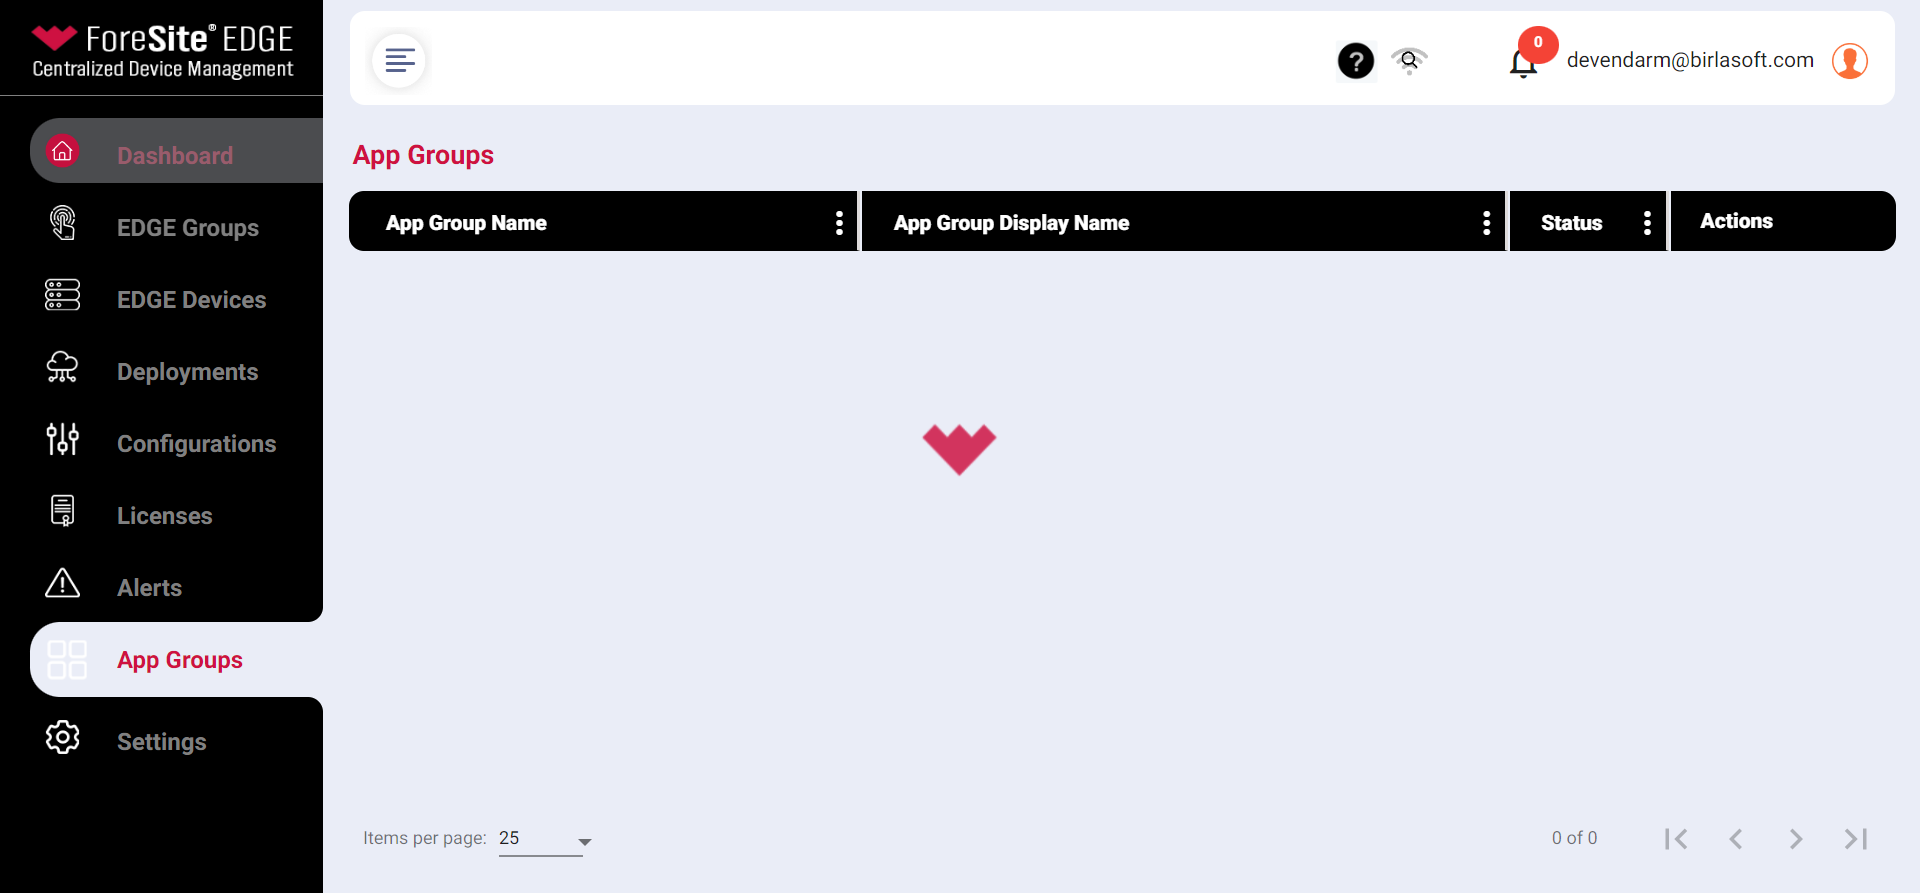 ForeSite® EDGE
Centralized Device Management
Dashboard
EDGE Groups
EDGE Devices
Deployments
Configurations
Licenses
Alerts
App Groups
Settings
?
0
devendarm@birlasoft.com
App Groups
App Group Name
App Group Display Name
Status
Actions
Items per page: 25
0 of 0